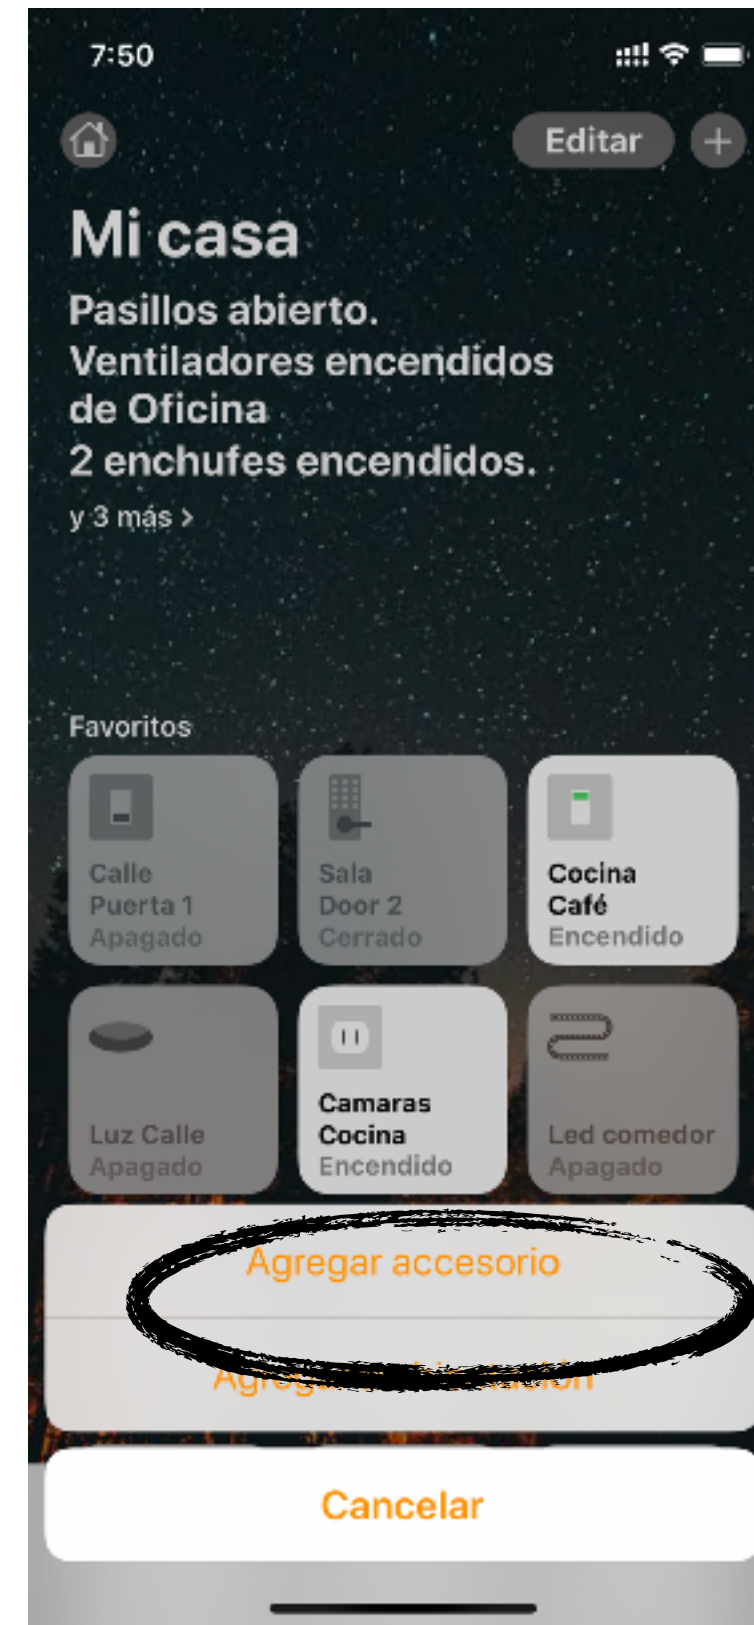 7:50
Editar
Mi casa
Pasillos abierto.
Ventiladores encendidos
de Oficina
2 enchufes encendidos.
y 3 más >
Favoritos
Calle
Puerta 1
Apagado
Sala
Door 2
Cerrado
Cocina
Café
Encendido
Luz Calle
Apagado
Camaras
Cocina
Encendido
Led comedor
Apagado
Agregar accesorio
Cancelar